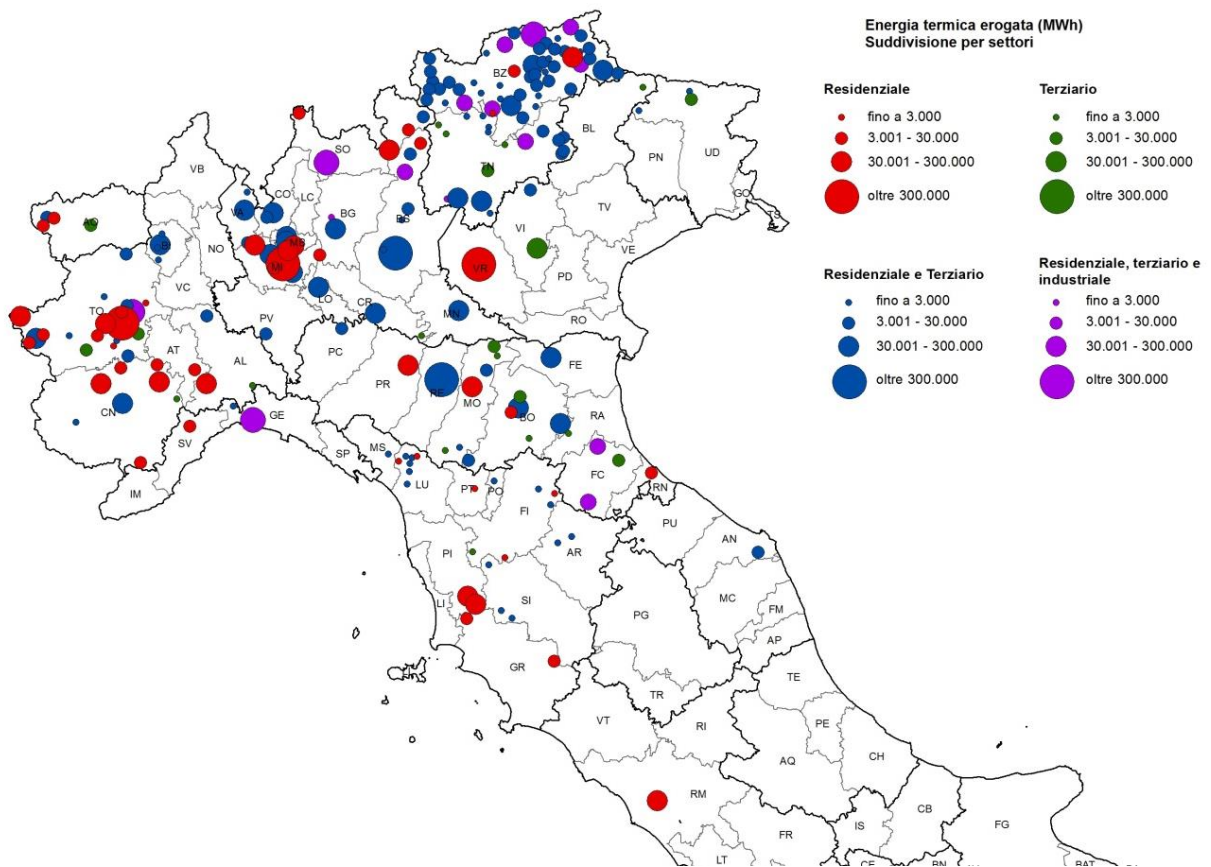 Energia termica erogata (MWh)
Suddivisione per settori
Residenziale
fino a 3.000
3.001 - 30.000
30.001 - 300.000
oltre 300.000
Terziario
fino a 3.000
3.001 - 30.000
30.001 - 300.000
oltre 300.000
Residenziale e Terziario
fino a 3.000
3.001 - 30.000
30.001 - 300.000
oltre 300.000
Residenziale, terziario e
industriale
fino a 3.000
3.001 - 30.000
30.001 - 300.000
oltre 300.000
BZ
BL
SO
VB
TN
PN
UD
CO
LC
GO
AO
VA
BG
BS
TV
TS
VI
BI
NO
MB
VE
MI
VR
PD
VC
LO
CR
TO
MN
RO
PV
PC
AT
AL
FE
PR
RE
MO
CN
GE
BO
RA
SV
MS
SP
FC
LU
PT
PO
RN
IM
FI
PU
AN
PI
AR
MC
LI
SI
PG
FM
AP
GR
TE
TR
VT
RI
PE
AQ
CH
RM
CB
IS
FG
FR
LT
CE
BN
BAT